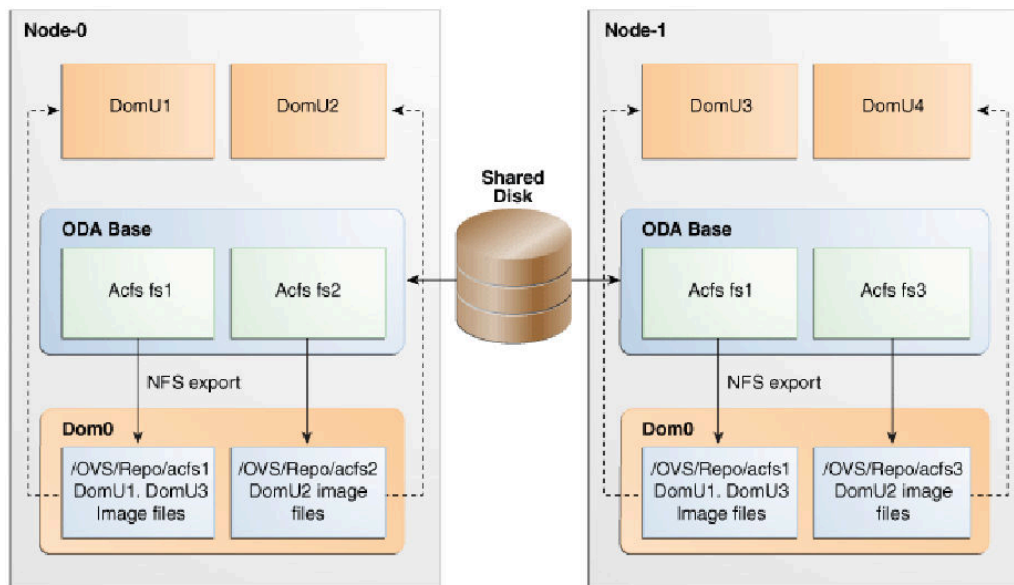 Node-0
DomU1
DomU2
ODA Base
Acfs fs1
Acfs fs2
NFS export
Dom0
/OVS/Repo/acfs1
DomU1. DomU3
Image files
/OVS/Repo/acfs2
DomU2 image
files
Shared
Disk
Node-1
DomU3
DomU4
ODA Base
Acfs fs1
Acfs fs3
NFS export
Dom0
/OVS/Repo/acfs1
DomU1. DomU3
Image files
/OVS/Repo/acfs3
DomU2 image
files